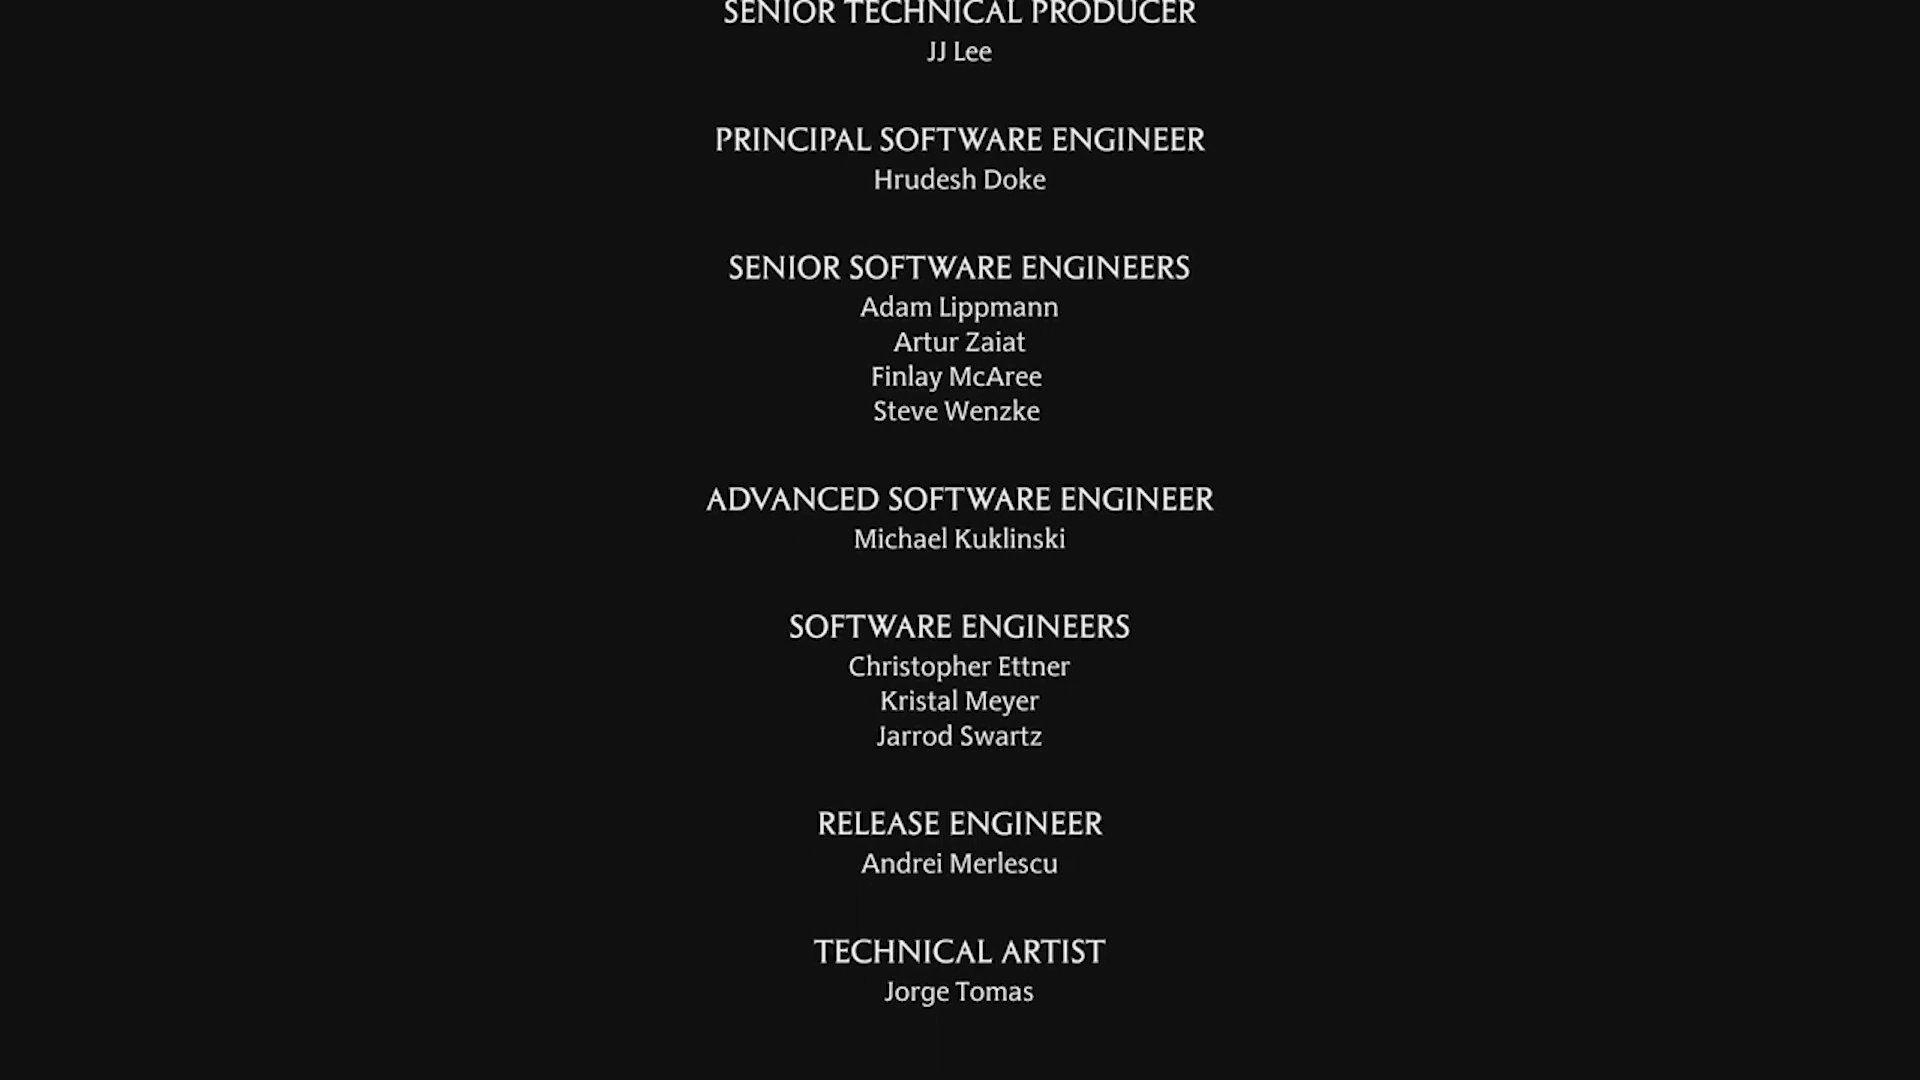 SENIOR TECHNICAL PRODUCER
JJ Lee
PRINCIPAL SOFTWARE ENGINEER
Hrudesh Doke
SENIOR SOFTWARE ENGINEERS
Adam Lippmann
Artur Zaiat
Finlay McAree
Steve Wenzke
ADVANCED SOFTWARE ENGINEER
Michael Kuklinski
SOFTWARE ENGINEERS
Christopher Ettner
Kristal Meyer
Jarrod Swartz
RELEASE ENGINEER
Andrei Merlescu
TECHNICAL ARTIST
Jorge Tomas